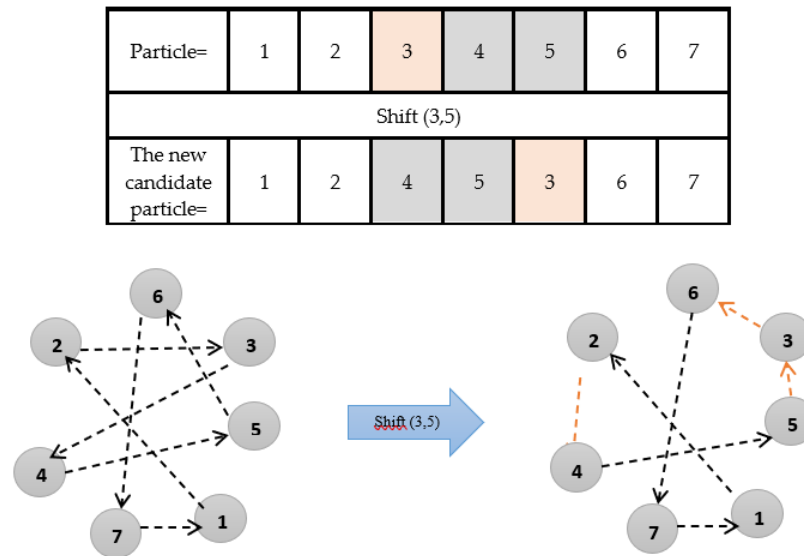 Particle= 1 2 3 4 5 6 7
Shift (3,5)
The new
candidate
particle= 1 2 4 5 3 6 7
6
2 3
5
4
7 1
Shift (3,5)
6
2 3
5
4
7 1